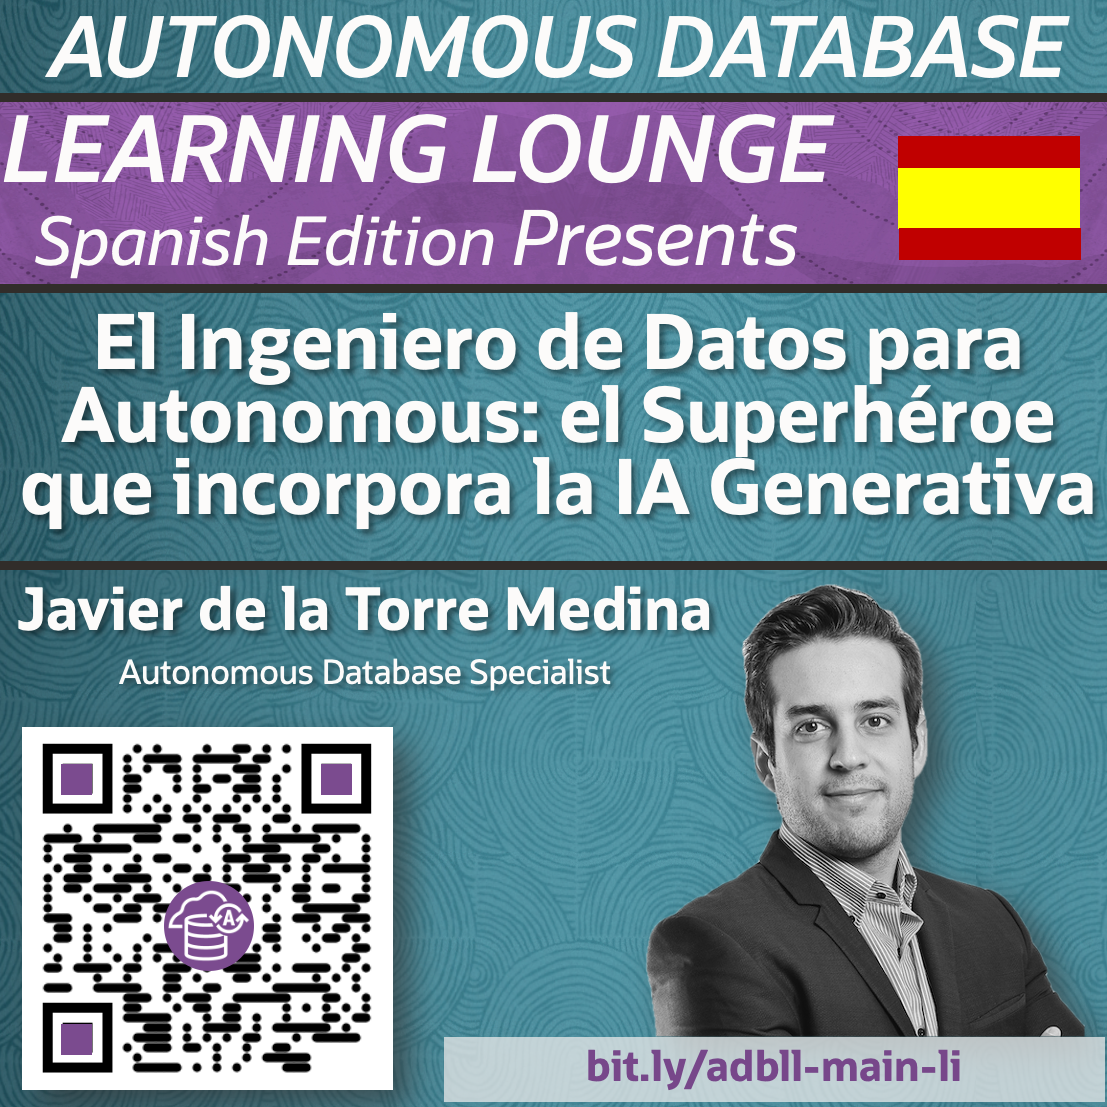 AUTONOMOUS DATABASE
LEARNING LOUNGE
Spanish Edition Presents
El Ingeniero de Datos para
Autonomous: el Superhéroe
que incorpora la IA Generativa
Javier de la Torre Medina
Autonomous Database Specialist
A
bit.ly/adbll-main-li